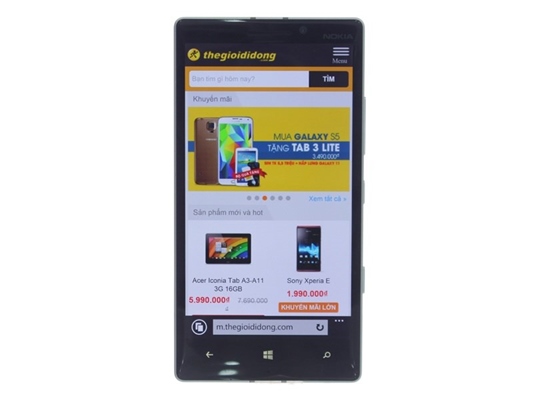 NOKIA
thegioididong
Menu
Bạn tìm gì hôm nay?
TÌM
Khuyến mãi
MUA GALAXY S5
TẶNG TAB 3 LITE
3.490.000đ
Xem tất cả »
Sản phẩm mới và hot
Acer Iconia Tab A3-A11
3G 16GB
5.990.000₫ 7.690.000
₫
Sony Xperia E
1.990.000₫
KHUYẾN MÃI LỚN
m.thegioididong.com